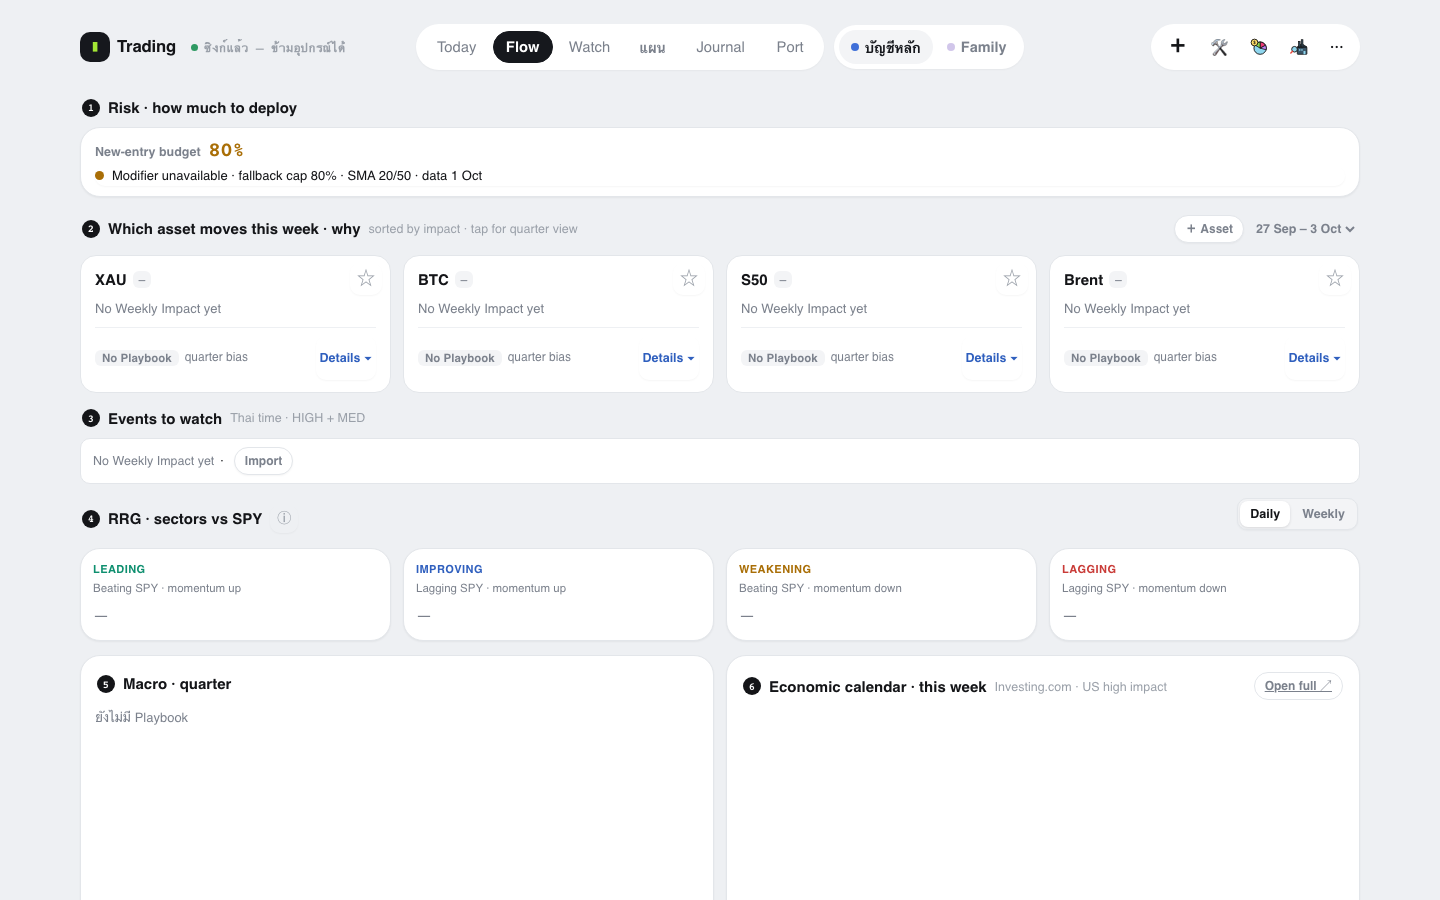 Trading ซิงก์แล้ว — ข้ามอุปกรณ์ได้ Today Flow Watch แผน Journal Port บัญชีหลัก Family + ...
1 Risk · how much to deploy
New-entry budget 80%
Modifier unavailable · fallback cap 80% · SMA 20/50 · data 1 Oct
2 Which asset moves this week · why sorted by impact · tap for quarter view + Asset 27 Sep – 3 Oct
XAU –
No Weekly Impact yet
No Playbook quarter bias Details
BTC –
No Weekly Impact yet
No Playbook quarter bias Details
S50 –
No Weekly Impact yet
No Playbook quarter bias Details
Brent –
No Weekly Impact yet
No Playbook quarter bias Details
3 Events to watch Thai time · HIGH + MED
No Weekly Impact yet · Import
4 RRG · sectors vs SPY ⓘ Daily Weekly
LEADING
Beating SPY · momentum up
—
IMPROVING
Lagging SPY · momentum up
—
WEAKENING
Beating SPY · momentum down
—
LAGGING
Lagging SPY · momentum down
—
5 Macro · quarter
ยังไม่มี Playbook
6 Economic calendar · this week Investing.com · US high impact Open full ↗